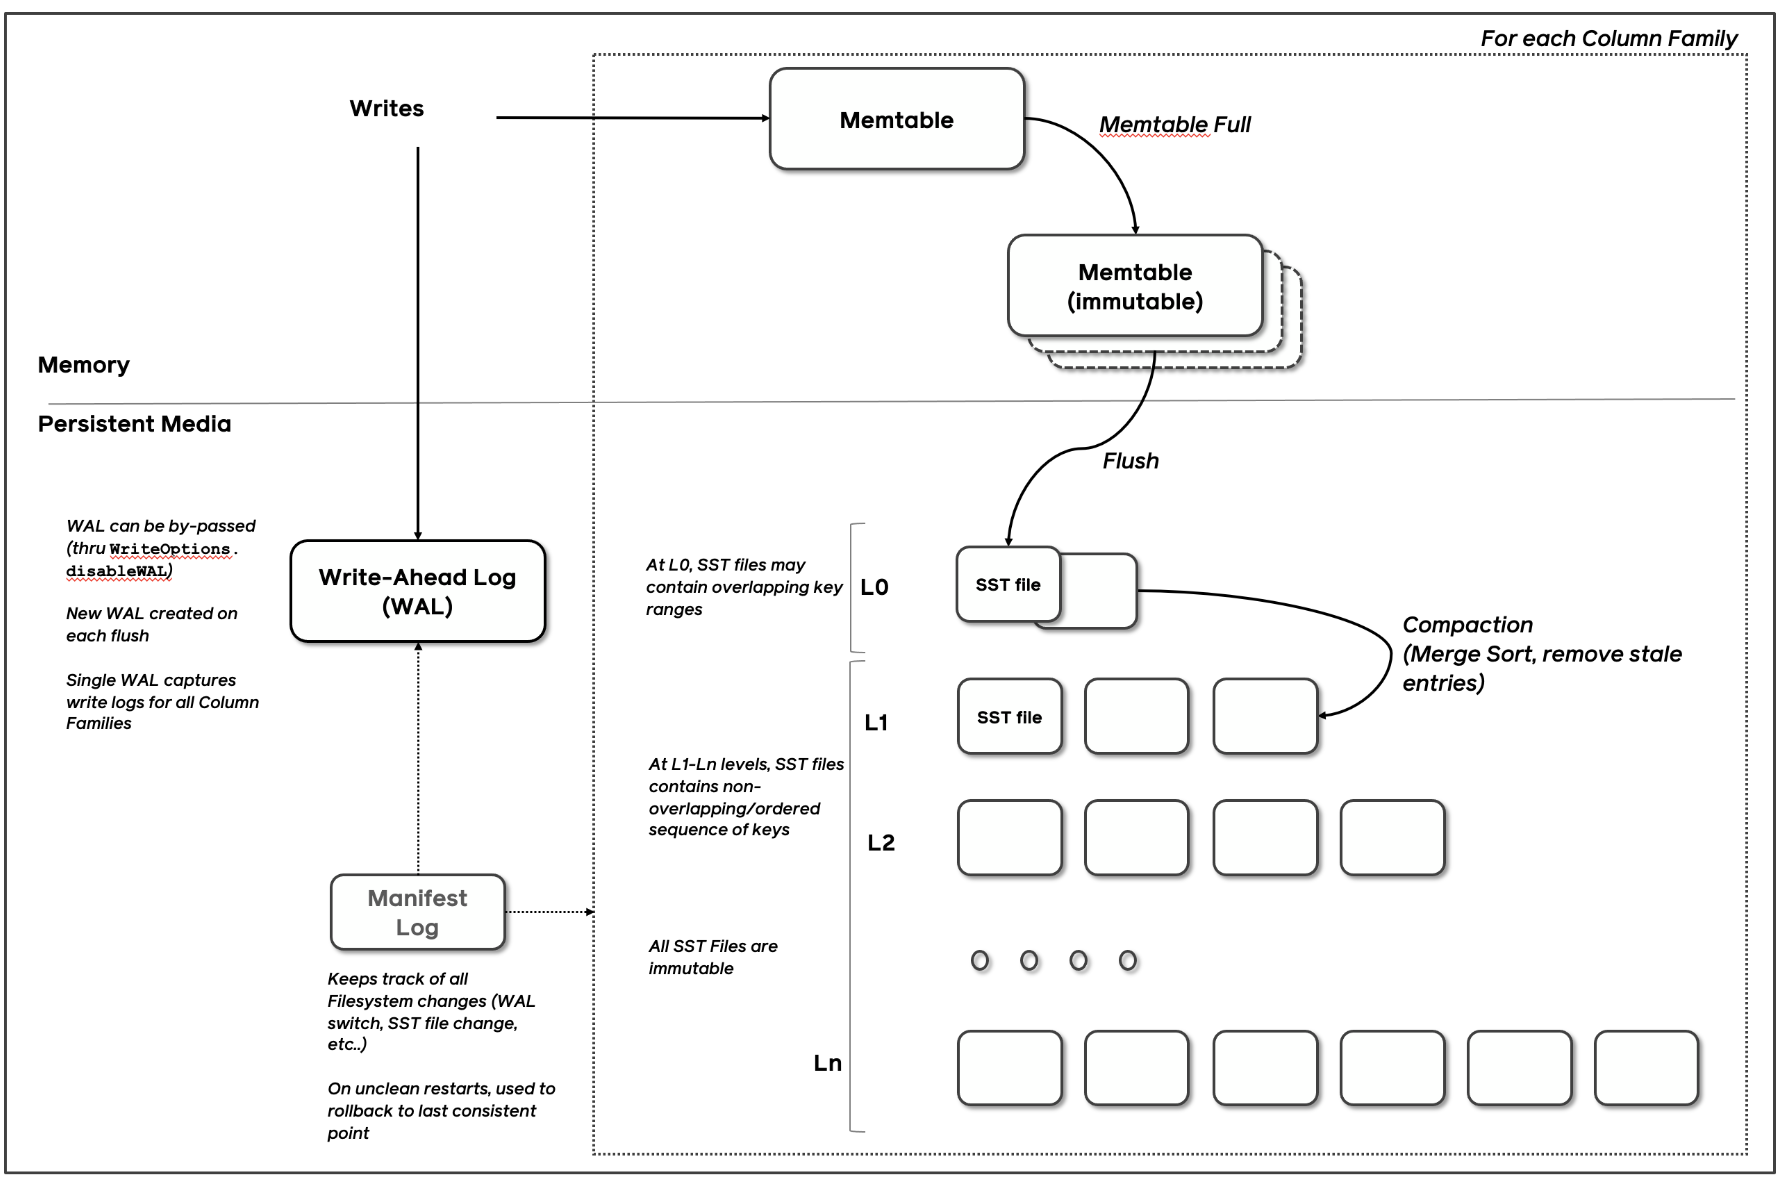 For each Column Family
Writes
Memtable
Memtable Full
Memtable
(immutable)
Memory
Persistent Media
Flush
WAL can be by-passed
(thru WriteOptions.
disableWAL)
New WAL created on
each flush
Single WAL captures
write logs for all Column
Families
Write-Ahead Log
(WAL)
At L0, SST files may
contain overlapping key
ranges
L0
SST file
Compaction
(Merge Sort, remove stale
entries)
L1
SST file
At L1-Ln levels, SST files
contains non-
overlapping/ordered
sequence of keys
L2
Manifest
Log
All SST Files are
immutable
Keeps track of all
Filesystem changes (WAL
switch, SST file change,
etc..)
Ln
On unclean restarts, used to
rollback to last consistent
point